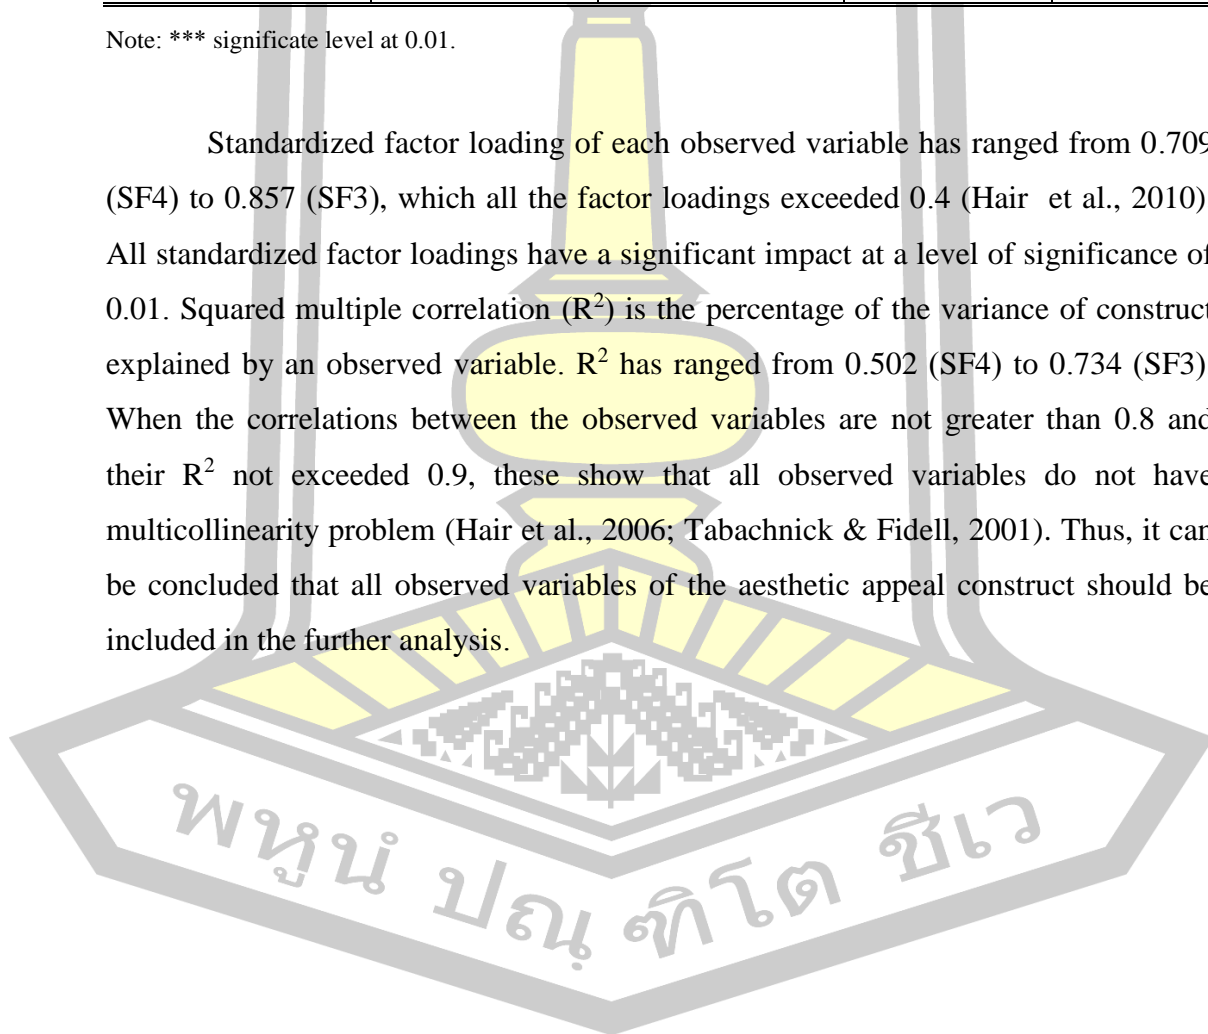 Note: *** significate level at 0.01.
Standardized factor loading of each observed variable has ranged from 0.709
(SF4) to 0.857 (SF3), which all the factor loadings exceeded 0.4 (Hair et al., 2010)
All standardized factor loadings have a significant impact at a level of significance of
0.01. Squared multiple correlation (R²) is the percentage of the variance of construct
explained by an observed variable. R² has ranged from 0.502 (SF4) to 0.734 (SF3)
When the correlations between the observed variables are not greater than 0.8 and
their R² not exceeded 0.9, these show that all observed variables do not have
multicollinearity problem (Hair et al., 2006; Tabachnick & Fidell, 2001). Thus, it can
be concluded that all observed variables of the aesthetic appeal construct should be
included in the further analysis.
พหูนํ ปณฺฑิโต ชีเว